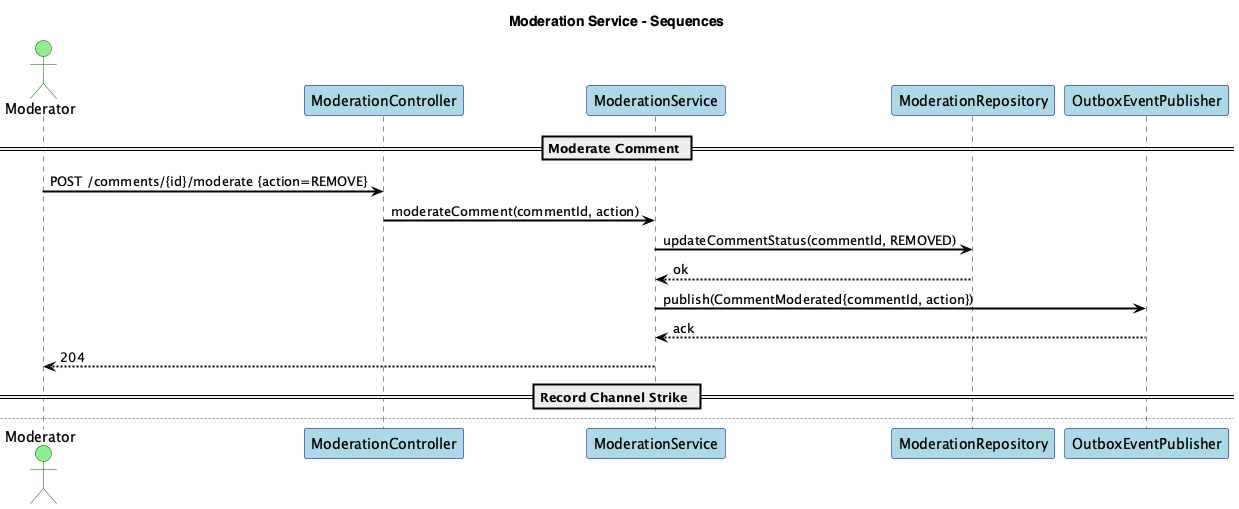 Moderation Service - Sequences
Moderator
ModerationController
ModerationService
ModerationRepository
OutboxEventPublisher
Moderate Comment
POST /comments/{id}/moderate {action=REMOVE}
moderateComment(commentId, action)
updateCommentStatus(commentId, REMOVED)
ok
publish(CommentModerated{commentId, action})
ack
204
Record Channel Strike
Moderator
ModerationController
ModerationService
ModerationRepository
OutboxEventPublisher